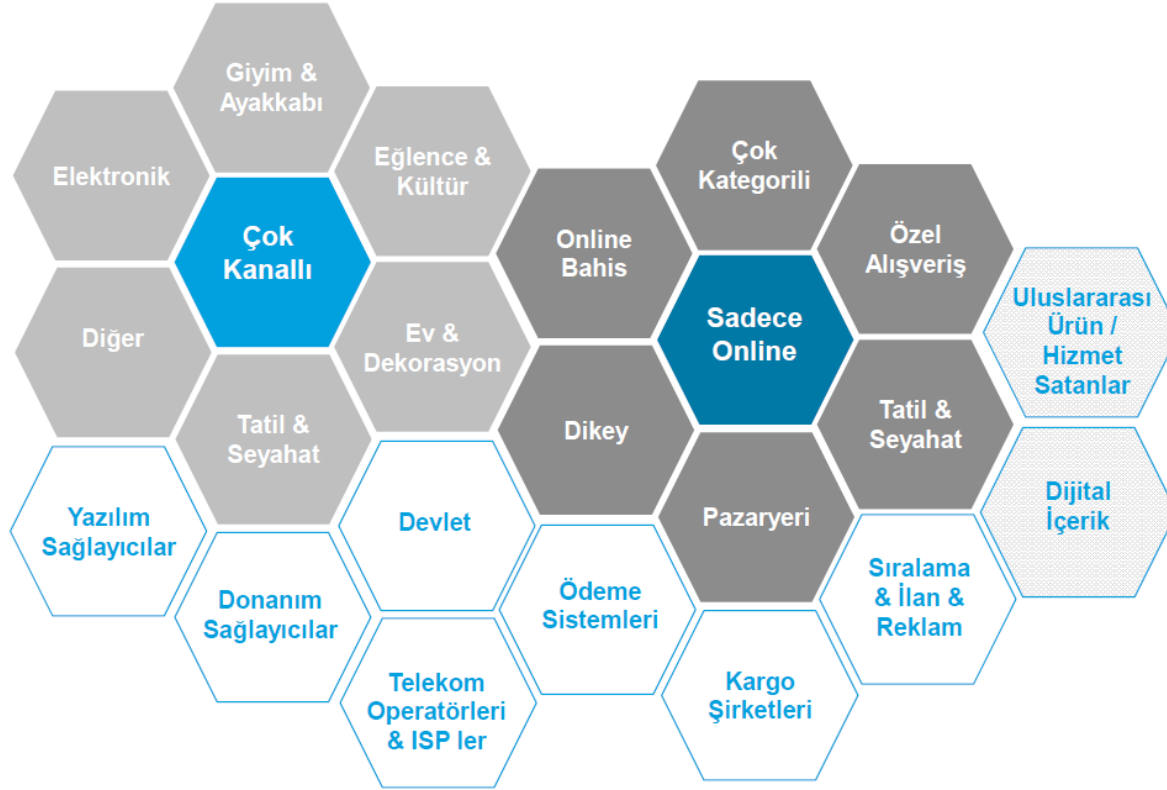 Giyim &
Ayakkabı
Elektronik
Eğlence &
Kültür
Çok
Kanallı
Diğer
Ev &
Dekorasyon
Tatil &
Seyahat
Çok
Kategorili
Online
Bahis
Özel
Alışveriş
Sadece
Online
Dikey
Tatil &
Seyahat
Pazaryeri
Uluslararası
Ürün /
Hizmet
Satanlar
Dijital
İçerik
Yazılım
Sağlayıcılar
Donanım
Sağlayıcılar
Devlet
Telekom
Operatörleri
& ISP ler
Ödeme
Sistemleri
Kargo
Şirketleri
Sıralama
& İlan &
Reklam